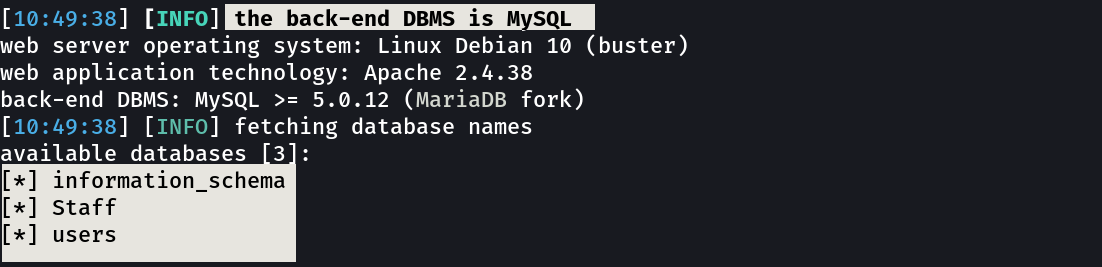 [10:49:38] [INFO] the back-end DBMS is MySQL
web server operating system: Linux Debian 10 (buster)
web application technology: Apache 2.4.38
back-end DBMS: MySQL >= 5.0.12 (MariaDB fork)
[10:49:38] [INFO] fetching database names
available databases [3]:
[*] information_schema
[*] Staff
[*] users